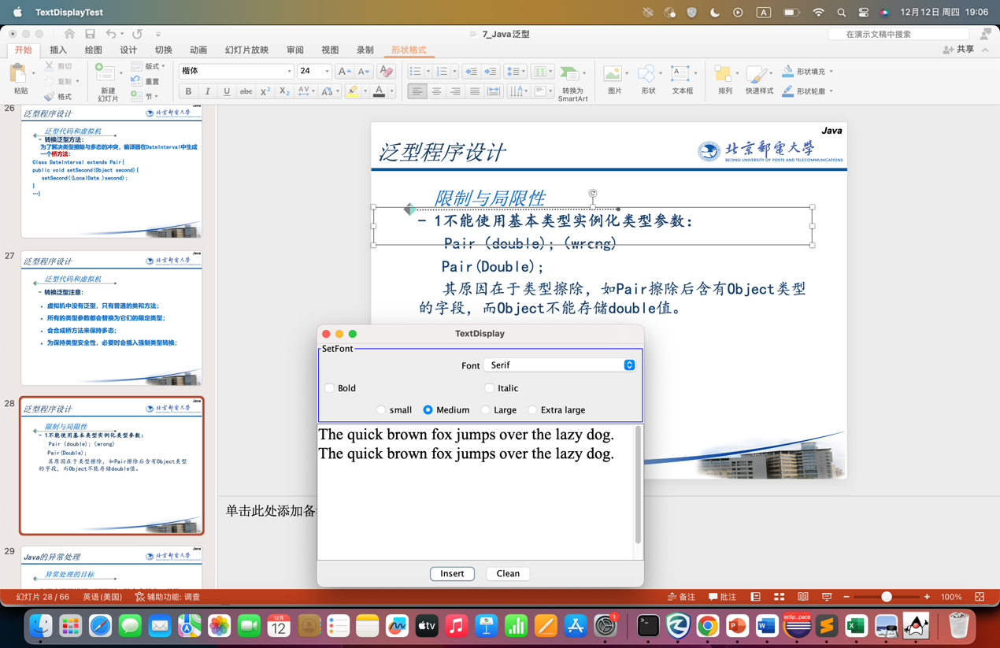 TextDisplayTest
A
12月12日 周四 19:06
7_Java泛型
在演示文稿中搜索
开始 插入 绘图 设计 切换 动画 幻灯片放映 审阅 视图 录制 形状格式
共享
粘贴
剪切
复制
格式
新建
幻灯片
版式
重置
节
楷体
24
B I U abc X² X₂ AV Aa A
转换为
SmartArt
图片
形状
文本框
排列
快速样式
形状填充
形状轮廓
26
Java
泛型程序设计
北京邮电大学
泛型代码和虚拟机
– 转换泛型方法:
为了解决类型擦除与多态的冲突，编译器在DateInterval中生成
一个桥方法:
Class DateInterval extends Pair{
public void setSecond(Object second){
setSecond((LocalDate )second);
}
…}
27
Java
泛型程序设计
北京邮电大学
泛型代码和虚拟机
– 转换泛型注意:
• 虚拟机中没有泛型，只有普通的类和方法;
• 所有的类型参数都会替换为它们的限定类型;
• 会合成桥方法来保持多态;
• 为保持类型安全性，必要时会插入强制类型转换;
28
Java
泛型程序设计
北京邮电大学
限制与局限性
– 1不能使用基本类型实例化类型参数:
Pair (double); (wrong)
Pair(Double);
其原因在于类型擦除，如Pair擦除后含有Object类型
的字段，而Object不能存储double值。
29
Java
Java的异常处理
北京邮电大学
异常处理的目标
Java
泛型程序设计
北京郵電大學
BEIJING UNIVERSITY OF POSTS AND TELECOMMUNICATIONS
限制与局限性
– 1不能使用基本类型实例化类型参数:
Pair (double); (wrong)
Pair(Double);
其原因在于类型擦除，如Pair擦除后含有Object类型
的字段，而Object不能存储double值。
单击此处添加备
TextDisplay
SetFont
Font Serif
Bold Italic
small Medium Large Extra large
The quick brown fox jumps over the lazy dog.
The quick brown fox jumps over the lazy dog.
Insert Clean
幻灯片 28 / 66 英语(美国) 辅助功能: 调查
备注 批注 100%
12月
12
tv
1
eclip...pace
P
W
S
X